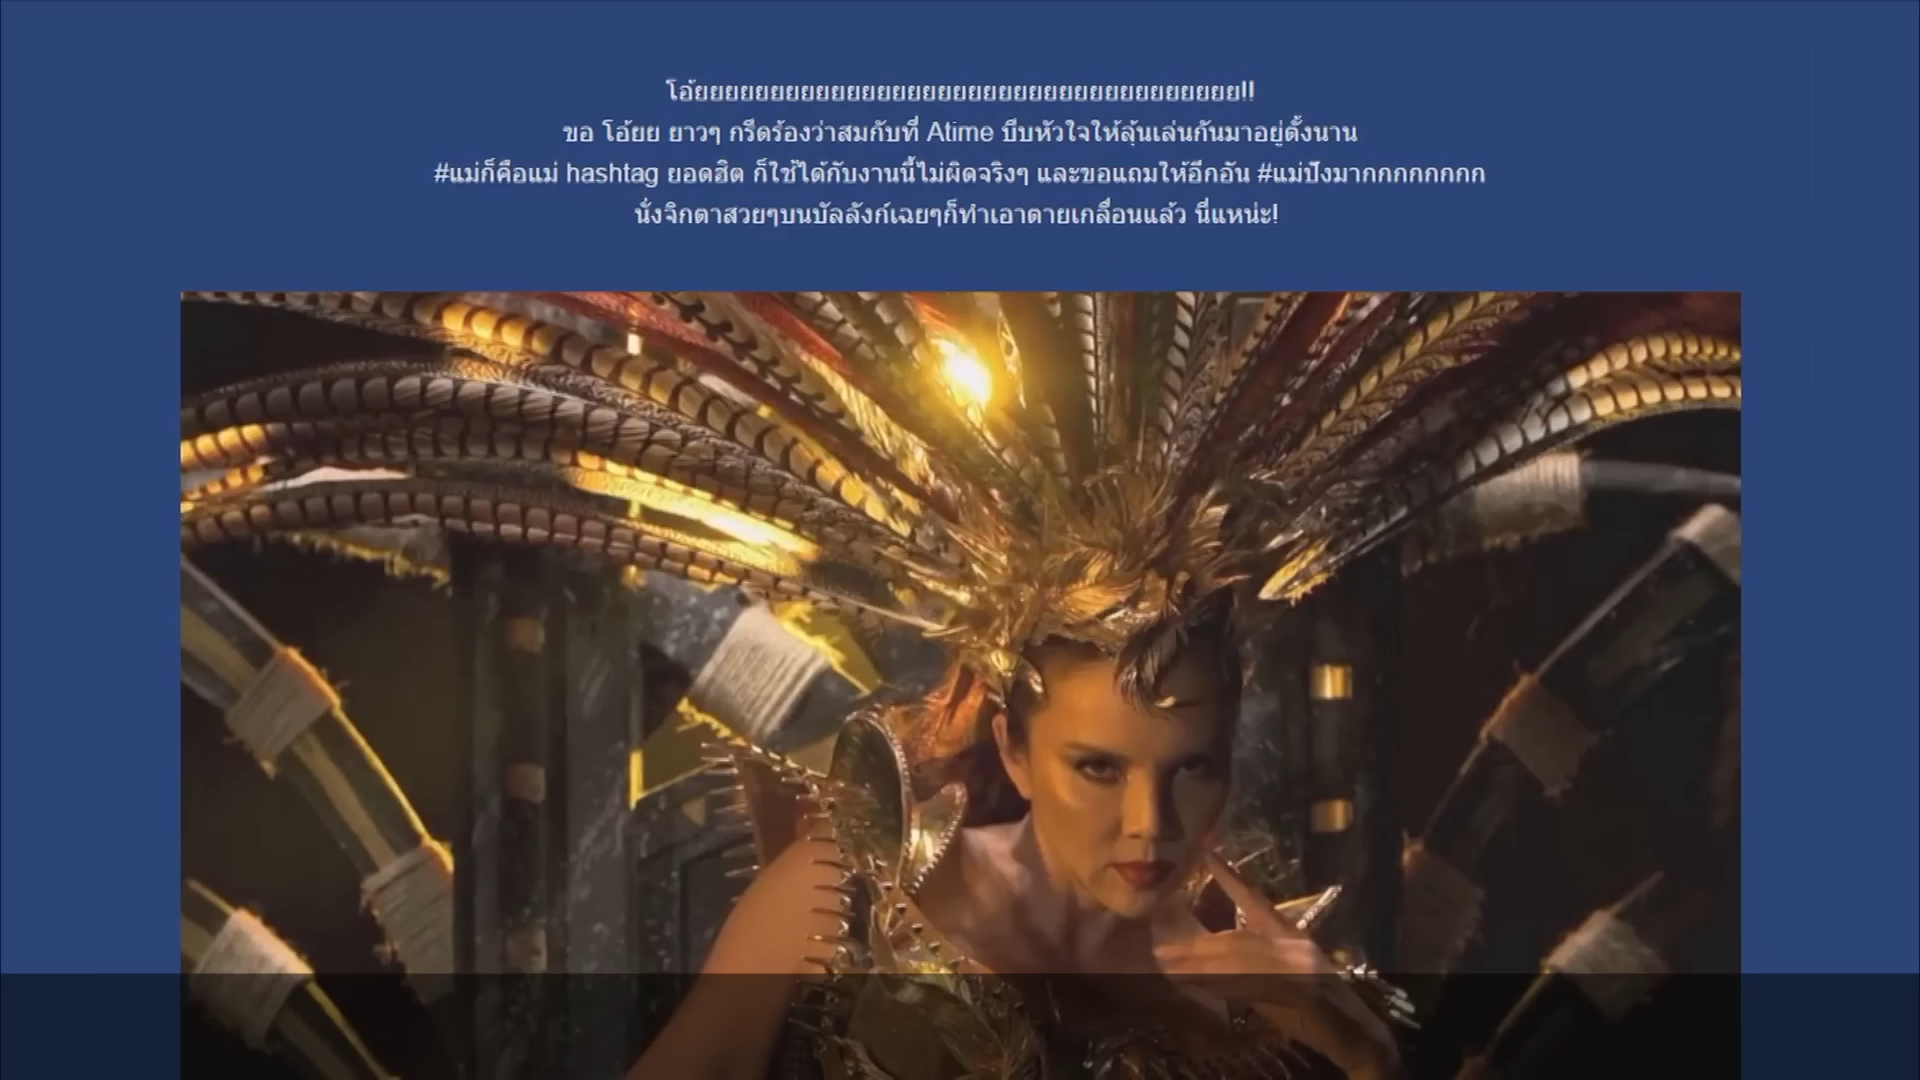 โอ้ยยยยยยยยยยยยยยยยยยยยยยยยยยยยยยยยยยยยย!!
ขอ โอ้ยย ยาวๆ กรีดร้องว่าสมกับที่ Atime บีบหัวใจให้ลุ้นเล่นกันมาอยู่ตั้งนาน
#แม่ก็คือแม่ hashtag ยอดฮิต ก็ใช้ได้กับงานนี้ไม่ผิดจริงๆ และขอแถมให้อีกอัน #แม่ปังมากกกกกกกกก
นั่งจิกตาสวยๆบนบัลลังก์เฉยๆก็ทำเอาตายเกลื่อนแล้ว นี่แหน่ะ!